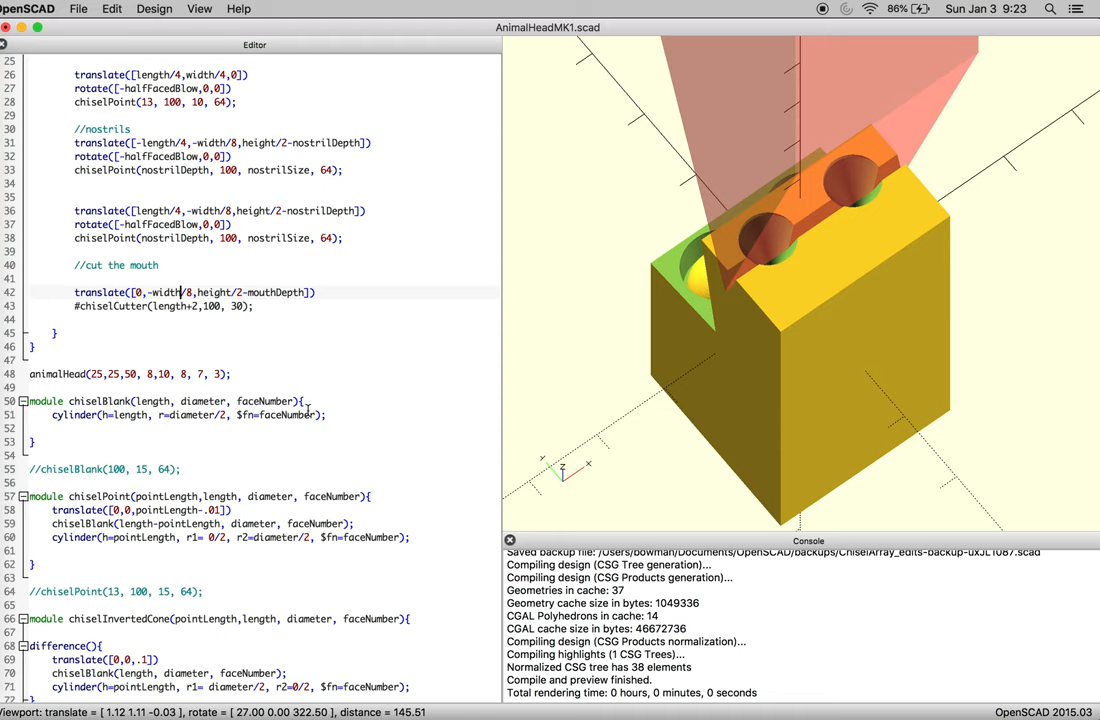 OpenSCAD File Edit Design View Help 86% Sun Jan 3 9:23
AnimalHeadMK1.scad
Editor
25
26 translate([length/4,width/4,0])
27 rotate([-halfFacedBlow,0,0])
28 chiselPoint(13, 100, 10, 64);
29
30 //nostrils
31 translate([-length/4,-width/8,height/2-nostrilDepth])
32 rotate([-halfFacedBlow,0,0])
33 chiselPoint(nostrilDepth, 100, nostrilSize, 64);
34
35
36 translate([length/4,-width/8,height/2-nostrilDepth])
37 rotate([-halfFacedBlow,0,0])
38 chiselPoint(nostrilDepth, 100, nostrilSize, 64);
39
40 //cut the mouth
41
42 translate([0,-width/8,height/2-mouthDepth])
43 #chiselCutter(length+2,100, 30);
44
45 }
46 }
47
48 animalHead(25,25,50, 8,10, 8, 7, 3);
49
50 module chiselBlank(length, diameter, faceNumber){
51 cylinder(h=length, r=diameter/2, $fn=faceNumber);
52
53 }
54
55 //chiselBlank(100, 15, 64);
56
57 module chiselPoint(pointLength,length, diameter, faceNumber){
58 translate([0,0,pointLength-.01])
59 chiselBlank(length-pointLength, diameter, faceNumber);
60 cylinder(h=pointLength, r1= 0/2, r2=diameter/2, $fn=faceNumber);
61
62 }
63
64 //chiselPoint(13, 100, 15, 64);
65
66 module chiselInvertedCone(pointLength,length, diameter, faceNumber){
67
68 difference(){
69 translate([0,0,.1])
70 chiselBlank(length, diameter, faceNumber);
71 cylinder(h=pointLength, r1= diameter/2, r2=0/2, $fn=faceNumber);
72 }
Y
Z
X
Console
Saved backup file: /Users/bowman/Documents/OpenSCAD/backups/ChiselArray_edits-backup-uxJL1087.scad
Compiling design (CSG Tree generation)...
Compiling design (CSG Products generation)...
Geometries in cache: 37
Geometry cache size in bytes: 1049336
CGAL Polyhedrons in cache: 14
CGAL cache size in bytes: 46672736
Compiling design (CSG Products normalization)...
Compiling highlights (1 CSG Trees)...
Normalized CSG tree has 38 elements
Compile and preview finished.
Total rendering time: 0 hours, 0 minutes, 0 seconds
Viewport: translate = [ 1.12 1.11 -0.03 ], rotate = [ 27.00 0.00 322.50 ], distance = 145.51 OpenSCAD 2015.03